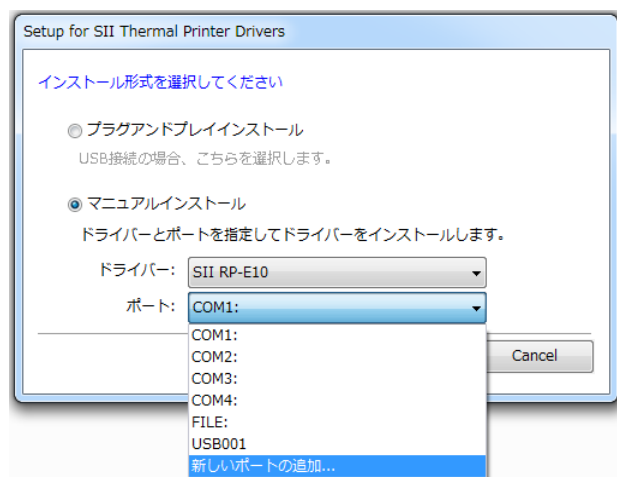 Setup for SII Thermal Printer Drivers
インストール形式を選択してください
プラグアンドプレイインストール
USB接続の場合、こちらを選択します。
マニュアルインストール
ドライバーとポートを指定してドライバーをインストールします。
ドライバー: SII RP-E10
ポート: COM1:
COM1:
COM2:
COM3:
COM4:
FILE:
USB001
新しいポートの追加...
Cancel